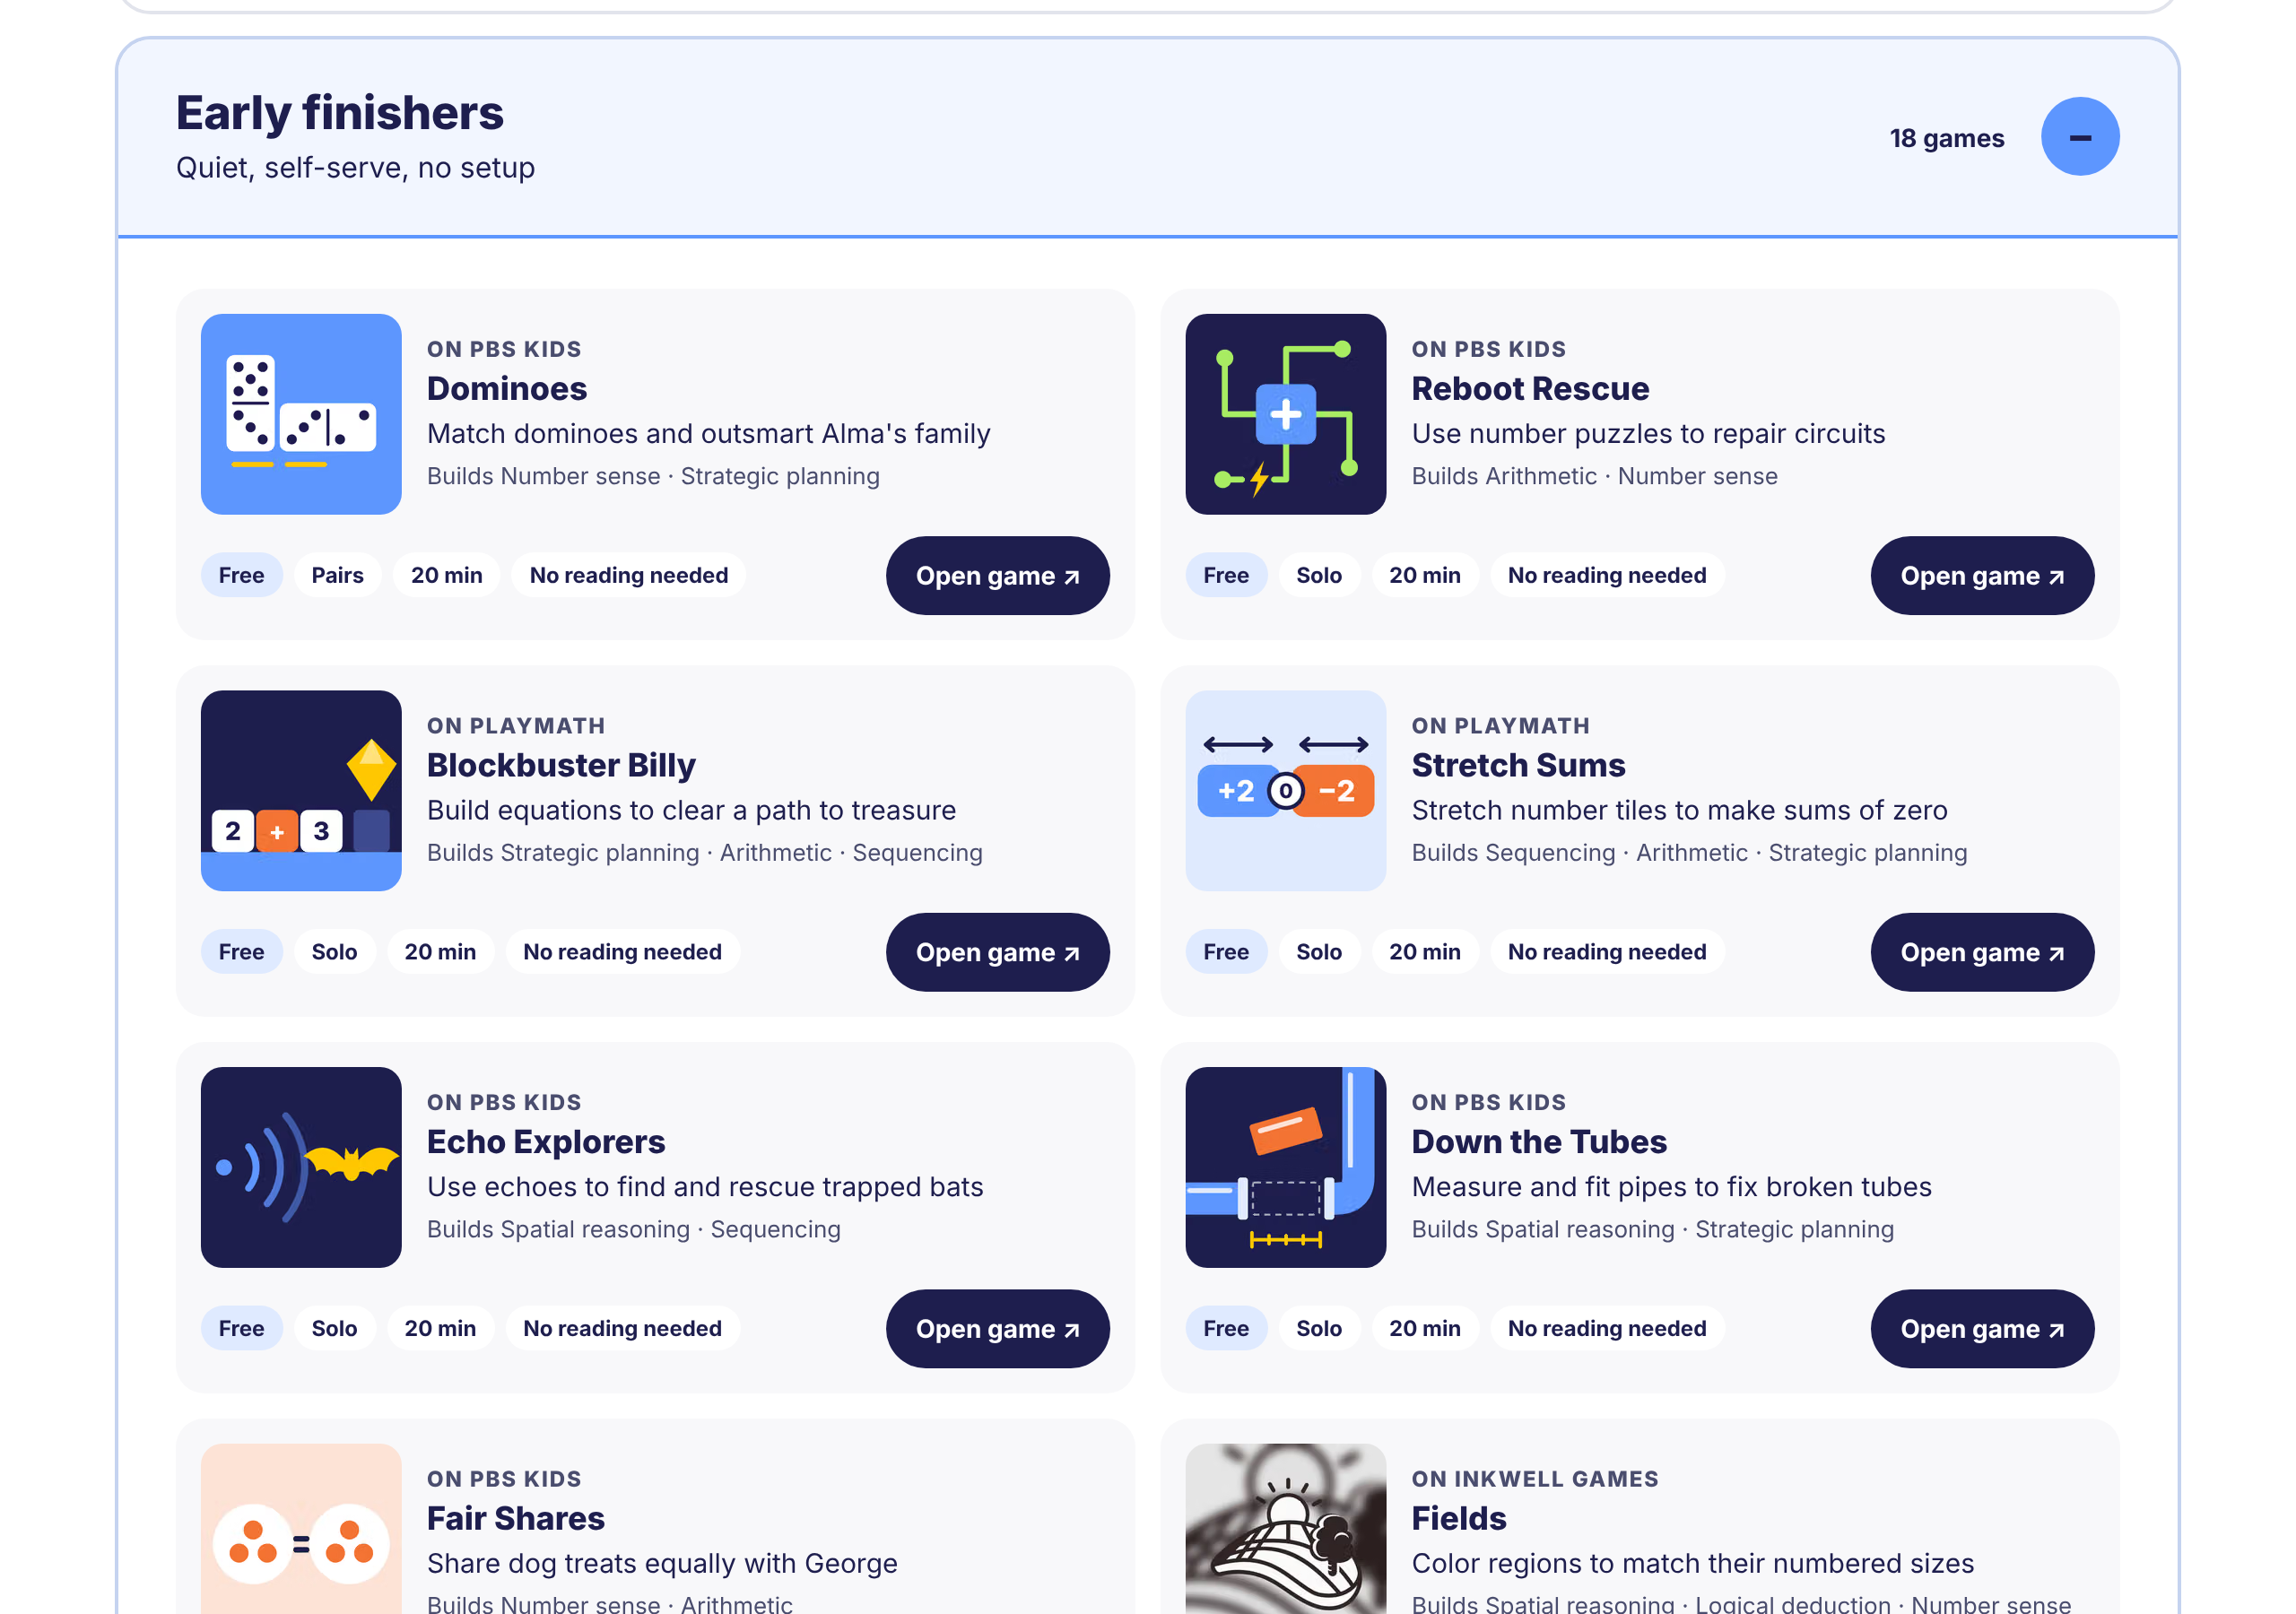 Early finishers
Quiet, self-serve, no setup
18 games
ON PBS KIDS
Dominoes
Match dominoes and outsmart Alma's family
Builds Number sense · Strategic planning
Free Pairs 20 min No reading needed Open game ↗
ON PBS KIDS
Reboot Rescue
Use number puzzles to repair circuits
Builds Arithmetic · Number sense
Free Solo 20 min No reading needed Open game ↗
2 + 3
ON PLAYMATH
Blockbuster Billy
Build equations to clear a path to treasure
Builds Strategic planning · Arithmetic · Sequencing
Free Solo 20 min No reading needed Open game ↗
+2 0 −2
ON PLAYMATH
Stretch Sums
Stretch number tiles to make sums of zero
Builds Sequencing · Arithmetic · Strategic planning
Free Solo 20 min No reading needed Open game ↗
ON PBS KIDS
Echo Explorers
Use echoes to find and rescue trapped bats
Builds Spatial reasoning · Sequencing
Free Solo 20 min No reading needed Open game ↗
ON PBS KIDS
Down the Tubes
Measure and fit pipes to fix broken tubes
Builds Spatial reasoning · Strategic planning
Free Solo 20 min No reading needed Open game ↗
=
ON PBS KIDS
Fair Shares
Share dog treats equally with George
Builds Number sense · Arithmetic
ON INKWELL GAMES
Fields
Color regions to match their numbered sizes
Builds Spatial reasoning · Logical deduction · Number sense